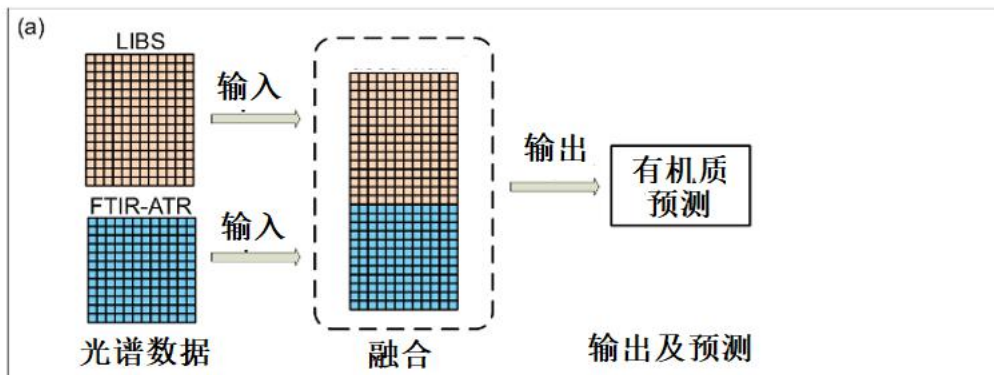 (a)
LIBS
输入
FTIR-ATR
输入
输出
有机质
预测
光谱数据
融合
输出及预测